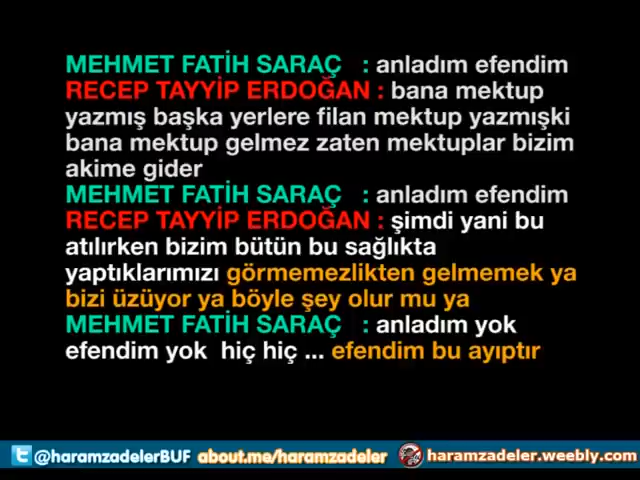 MEHMET FATİH SARAÇ : anladım efendim
RECEP TAYYİP ERDOĞAN : bana mektup
yazmış başka yerlere filan mektup yazmışki
bana mektup gelmez zaten mektuplar bizim
akime gider
MEHMET FATİH SARAÇ : anladım efendim
RECEP TAYYİP ERDOĞAN : şimdi yani bu
atılırken bizim bütün bu sağlıkta
yaptıklarımızı görmemezlikten gelmemek ya
bizi üzüyor ya böyle şey olur mu ya
MEHMET FATİH SARAÇ : anladım yok
efendim yok hiç hiç ... efendim bu ayıptır
@haramzadelerBUF about.me/haramzadeler haramzadeler.weebly.com